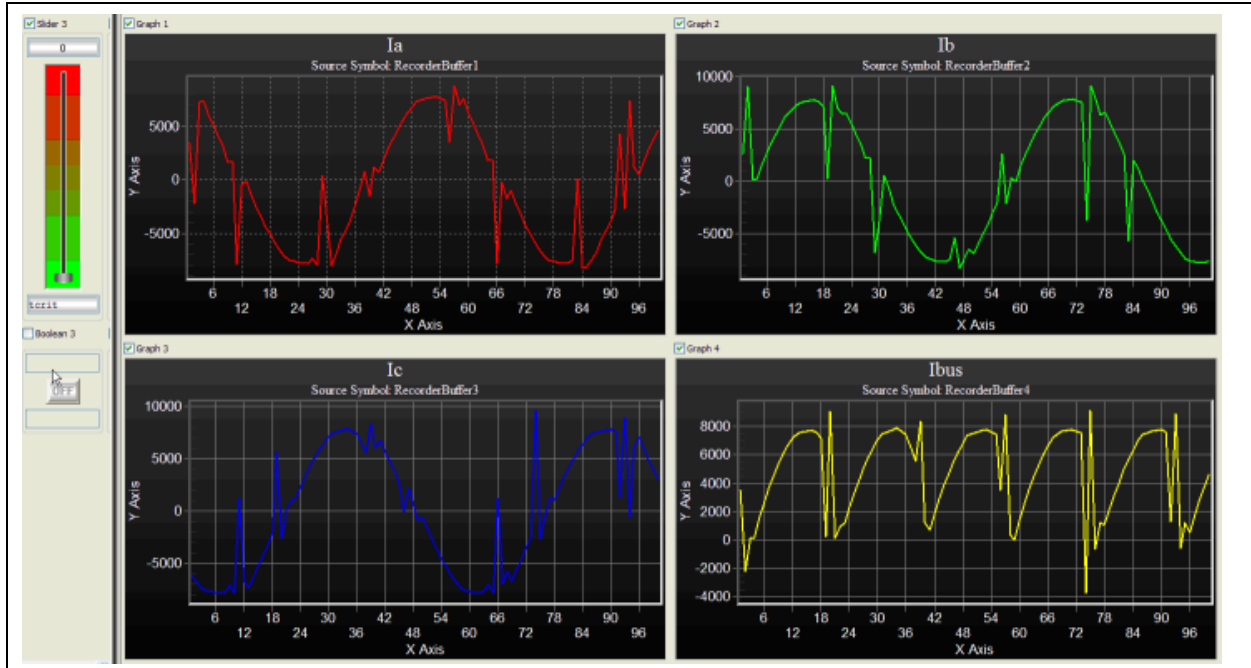 Slider 3
0
tcrit
Boolean 3
OFF
Graph 1
Ia
Source Symbol: RecorderBuffer1
Y Axis
5000
0
-5000
6 18 30 42 54 66 78 90
12 24 36 48 60 72 84 96
X Axis
Graph 2
Ib
Source Symbol: RecorderBuffer2
Y Axis
10000
5000
0
-5000
6 18 30 42 54 66 78 90
12 24 36 48 60 72 84 96
X Axis
Graph 3
Ic
Source Symbol: RecorderBuffer3
Y Axis
10000
5000
0
-5000
6 18 30 42 54 66 78 90
12 24 36 48 60 72 84 96
X Axis
Graph 4
Ibus
Source Symbol: RecorderBuffer4
Y Axis
8000
6000
4000
2000
0
-2000
-4000
6 18 30 42 54 66 78 90
12 24 36 48 60 72 84 96
X Axis